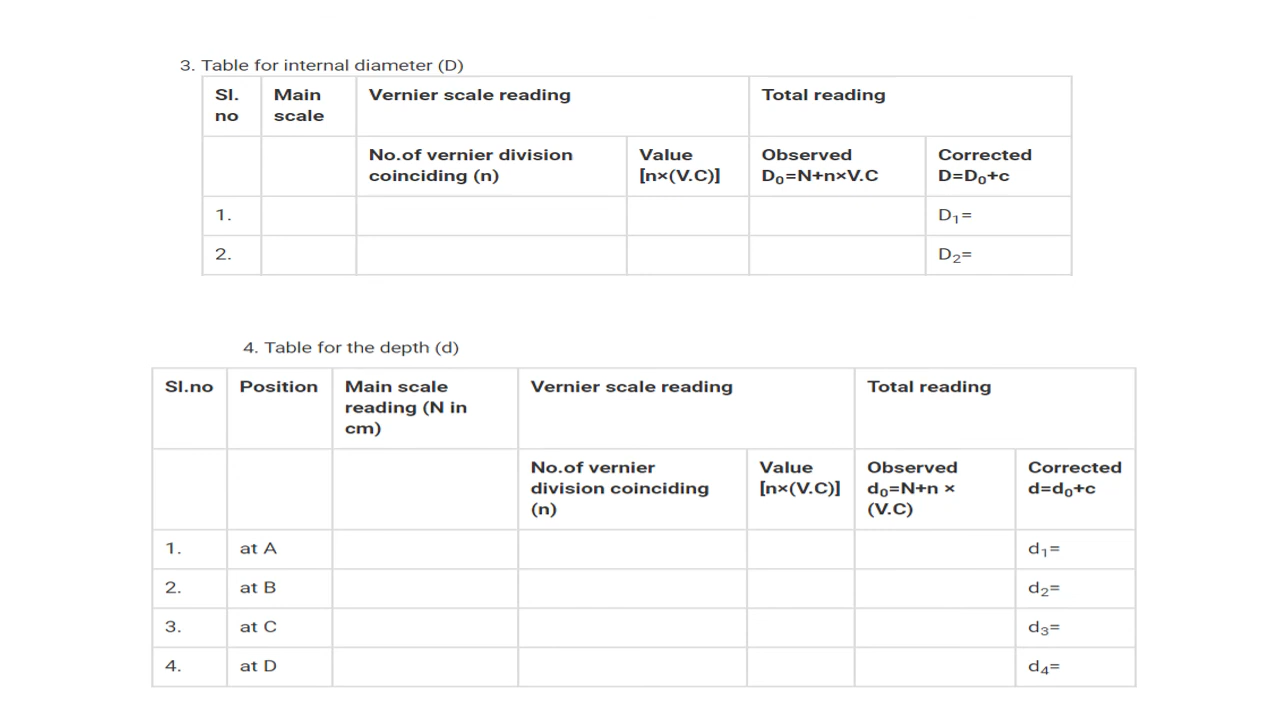 3. Table for internal diameter (D)
Sl. no Main scale Vernier scale reading Total reading
No.of vernier division coinciding (n) Value [n×(V.C)] Observed D₀=N+n×V.C Corrected D=D₀+c
1. D₁=
2. D₂=
4. Table for the depth (d)
Sl.no Position Main scale reading (N in cm) Vernier scale reading Total reading
No.of vernier division coinciding (n) Value [n×(V.C)] Observed d₀=N+n × (V.C) Corrected d=d₀+c
1. at A d₁=
2. at B d₂=
3. at C d₃=
4. at D d₄=